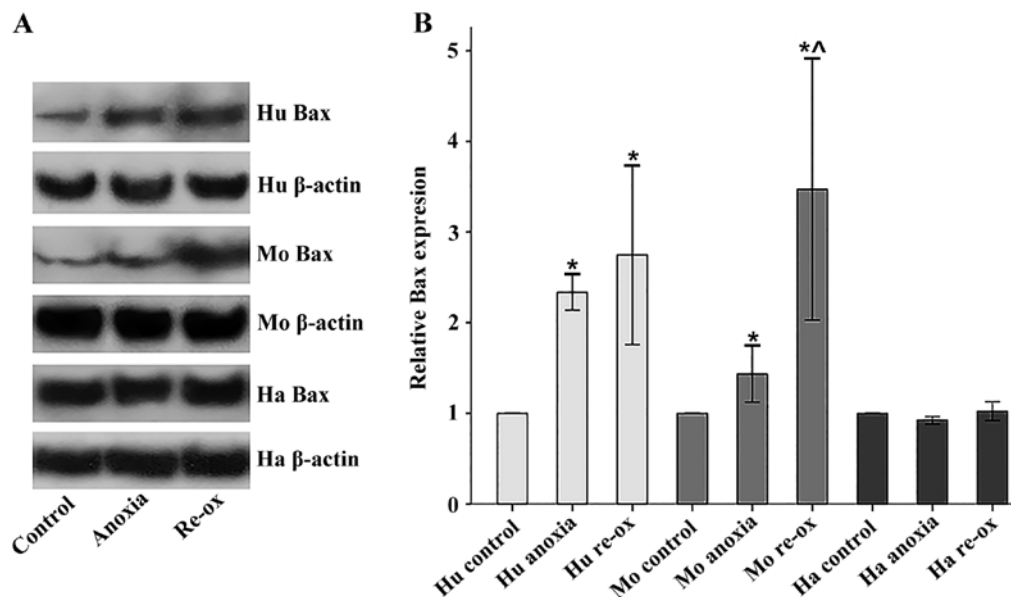 A
Hu Bax
Hu β-actin
Mo Bax
Mo β-actin
Ha Bax
Ha β-actin
Control
Anoxia
Re-ox
B
Relative Bax expresion
5
4
3
2
1
0
*
*
*
*^
Hu control
Hu anoxia
Hu re-ox
Mo control
Mo anoxia
Mo re-ox
Ha control
Ha anoxia
Ha re-ox